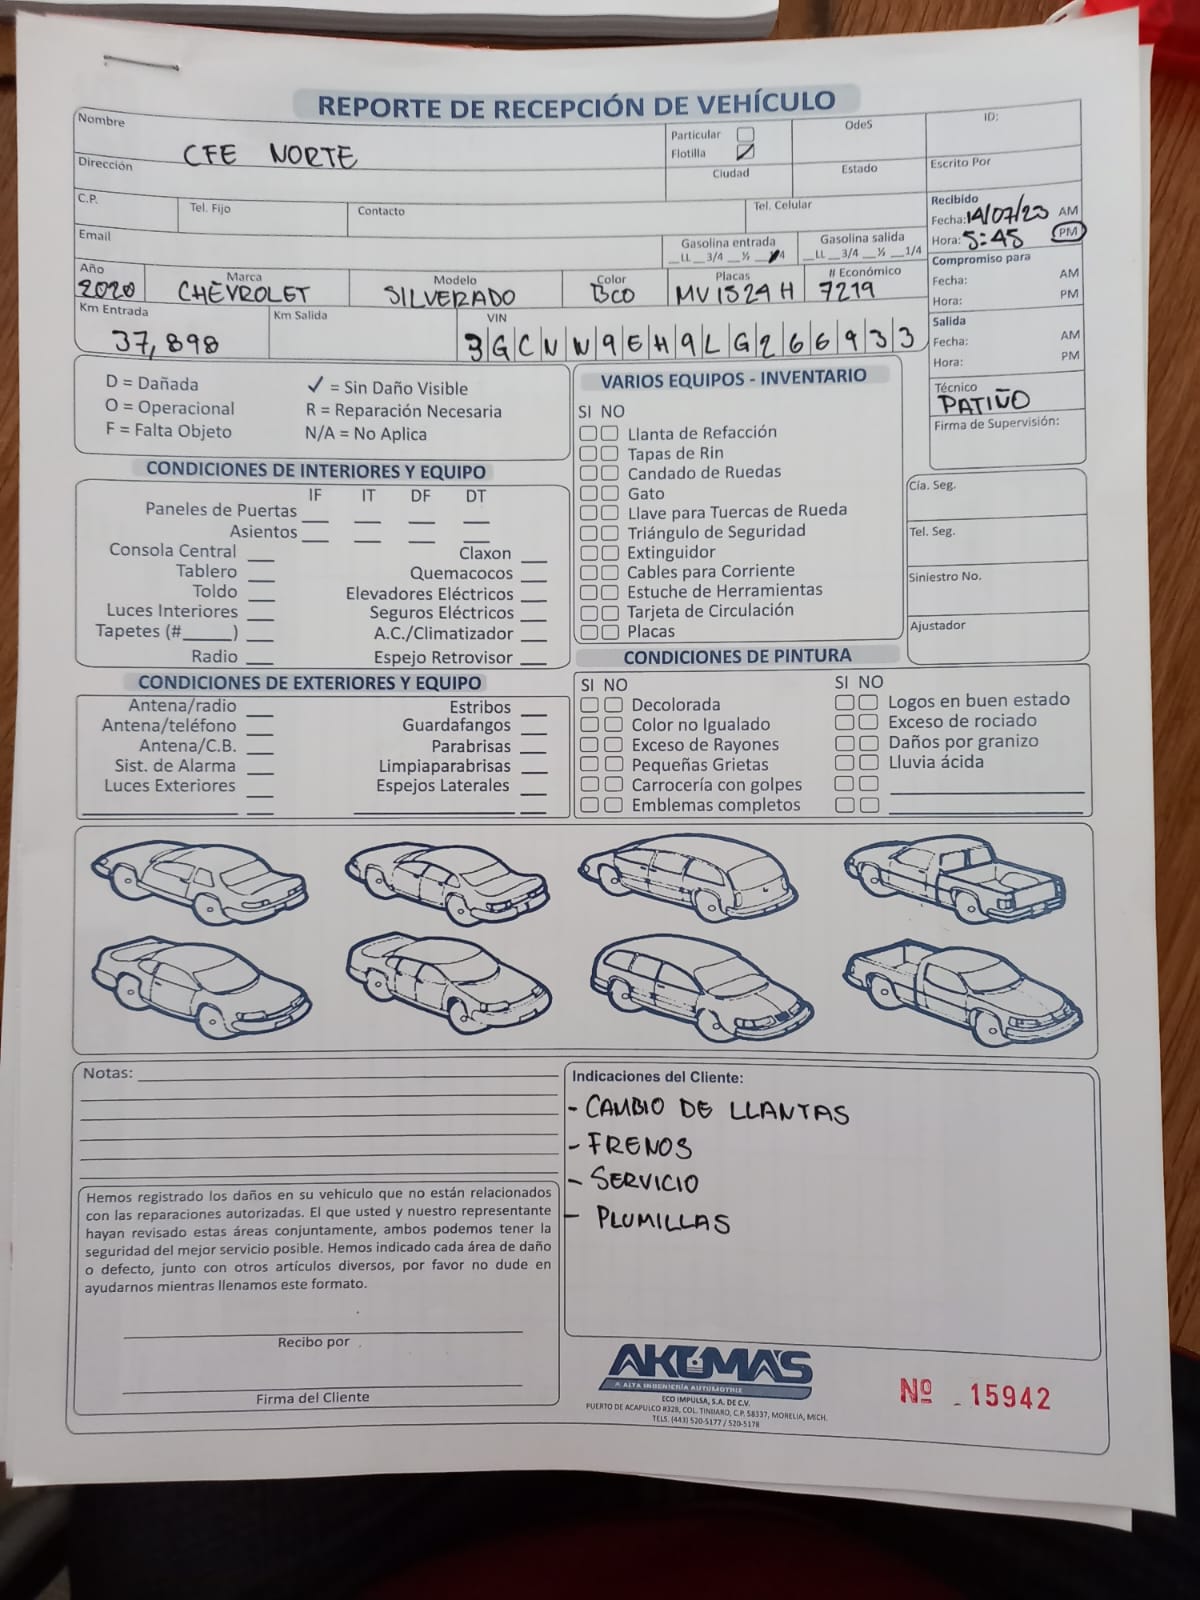 REPORTE DE RECEPCIÓN DE VEHÍCULO
Nombre
CFE NORTE
Particular
Flotilla
OdeS
ID:
Dirección
Ciudad
Estado
Escrito Por
C.P.
Tel. Fijo
Contacto
Tel. Celular
Recibido
Fecha: 14/07/23 AM
Hora: 5:45 PM
Email
Gasolina entrada
__LL __3/4 __½ __1/4
Gasolina salida
__LL __3/4 __½ __1/4
Compromiso para
Fecha: AM
Hora: PM
Año
2020
Marca
CHEVROLET
Modelo
SILVERADO
Color
BCO
Placas
MV1524H
# Económico
7219
Km Entrada
37,898
Km Salida
VIN
3GCNW9EH9LG266933
Salida
Fecha: AM
Hora: PM
Técnico
PATIÑO
Firma de Supervisión:
D = Dañada
O = Operacional
F = Falta Objeto
✓ = Sin Daño Visible
R = Reparación Necesaria
N/A = No Aplica
CONDICIONES DE INTERIORES Y EQUIPO
IF IT DF DT
Paneles de Puertas
Asientos
Consola Central
Tablero
Toldo
Luces Interiores
Tapetes (#_____)
Radio
Claxon
Quemacocos
Elevadores Eléctricos
Seguros Eléctricos
A.C./Climatizador
Espejo Retrovisor
VARIOS EQUIPOS - INVENTARIO
SI NO
Llanta de Refacción
Tapas de Rin
Candado de Ruedas
Gato
Llave para Tuercas de Rueda
Triángulo de Seguridad
Extinguidor
Cables para Corriente
Estuche de Herramientas
Tarjeta de Circulación
Placas
Cía. Seg.
Tel. Seg.
Siniestro No.
Ajustador
CONDICIONES DE EXTERIORES Y EQUIPO
Antena/radio
Antena/teléfono
Antena/C.B.
Sist. de Alarma
Luces Exteriores
Estribos
Guardafangos
Parabrisas
Limpiaparabrisas
Espejos Laterales
CONDICIONES DE PINTURA
SI NO
Decolorada
Color no Igualado
Exceso de Rayones
Pequeñas Grietas
Carrocería con golpes
Emblemas completos
SI NO
Logos en buen estado
Exceso de rociado
Daños por granizo
Lluvia ácida
Notas:
Indicaciones del Cliente:
- CAMBIO DE LLANTAS
- FRENOS
- SERVICIO
- PLUMILLAS
Hemos registrado los daños en su vehiculo que no están relacionados
con las reparaciones autorizadas. El que usted y nuestro representante
hayan revisado estas áreas conjuntamente, ambos podemos tener la
seguridad del mejor servicio posible. Hemos indicado cada área de daño
o defecto, junto con otros artículos diversos, por favor no dude en
ayudarnos mientras llenamos este formato.
Recibo por
Firma del Cliente
AKUMA'S
ALTA INGENIERÍA AUTOMOTRIZ
ECO IMPULSA, S.A. DE C.V.
PUERTO DE ACAPULCO #328, COL. TINIJARO, C.P. 58337, MORELIA, MICH.
TELS. (443) 520-5177 / 520-5178
Nº 15942